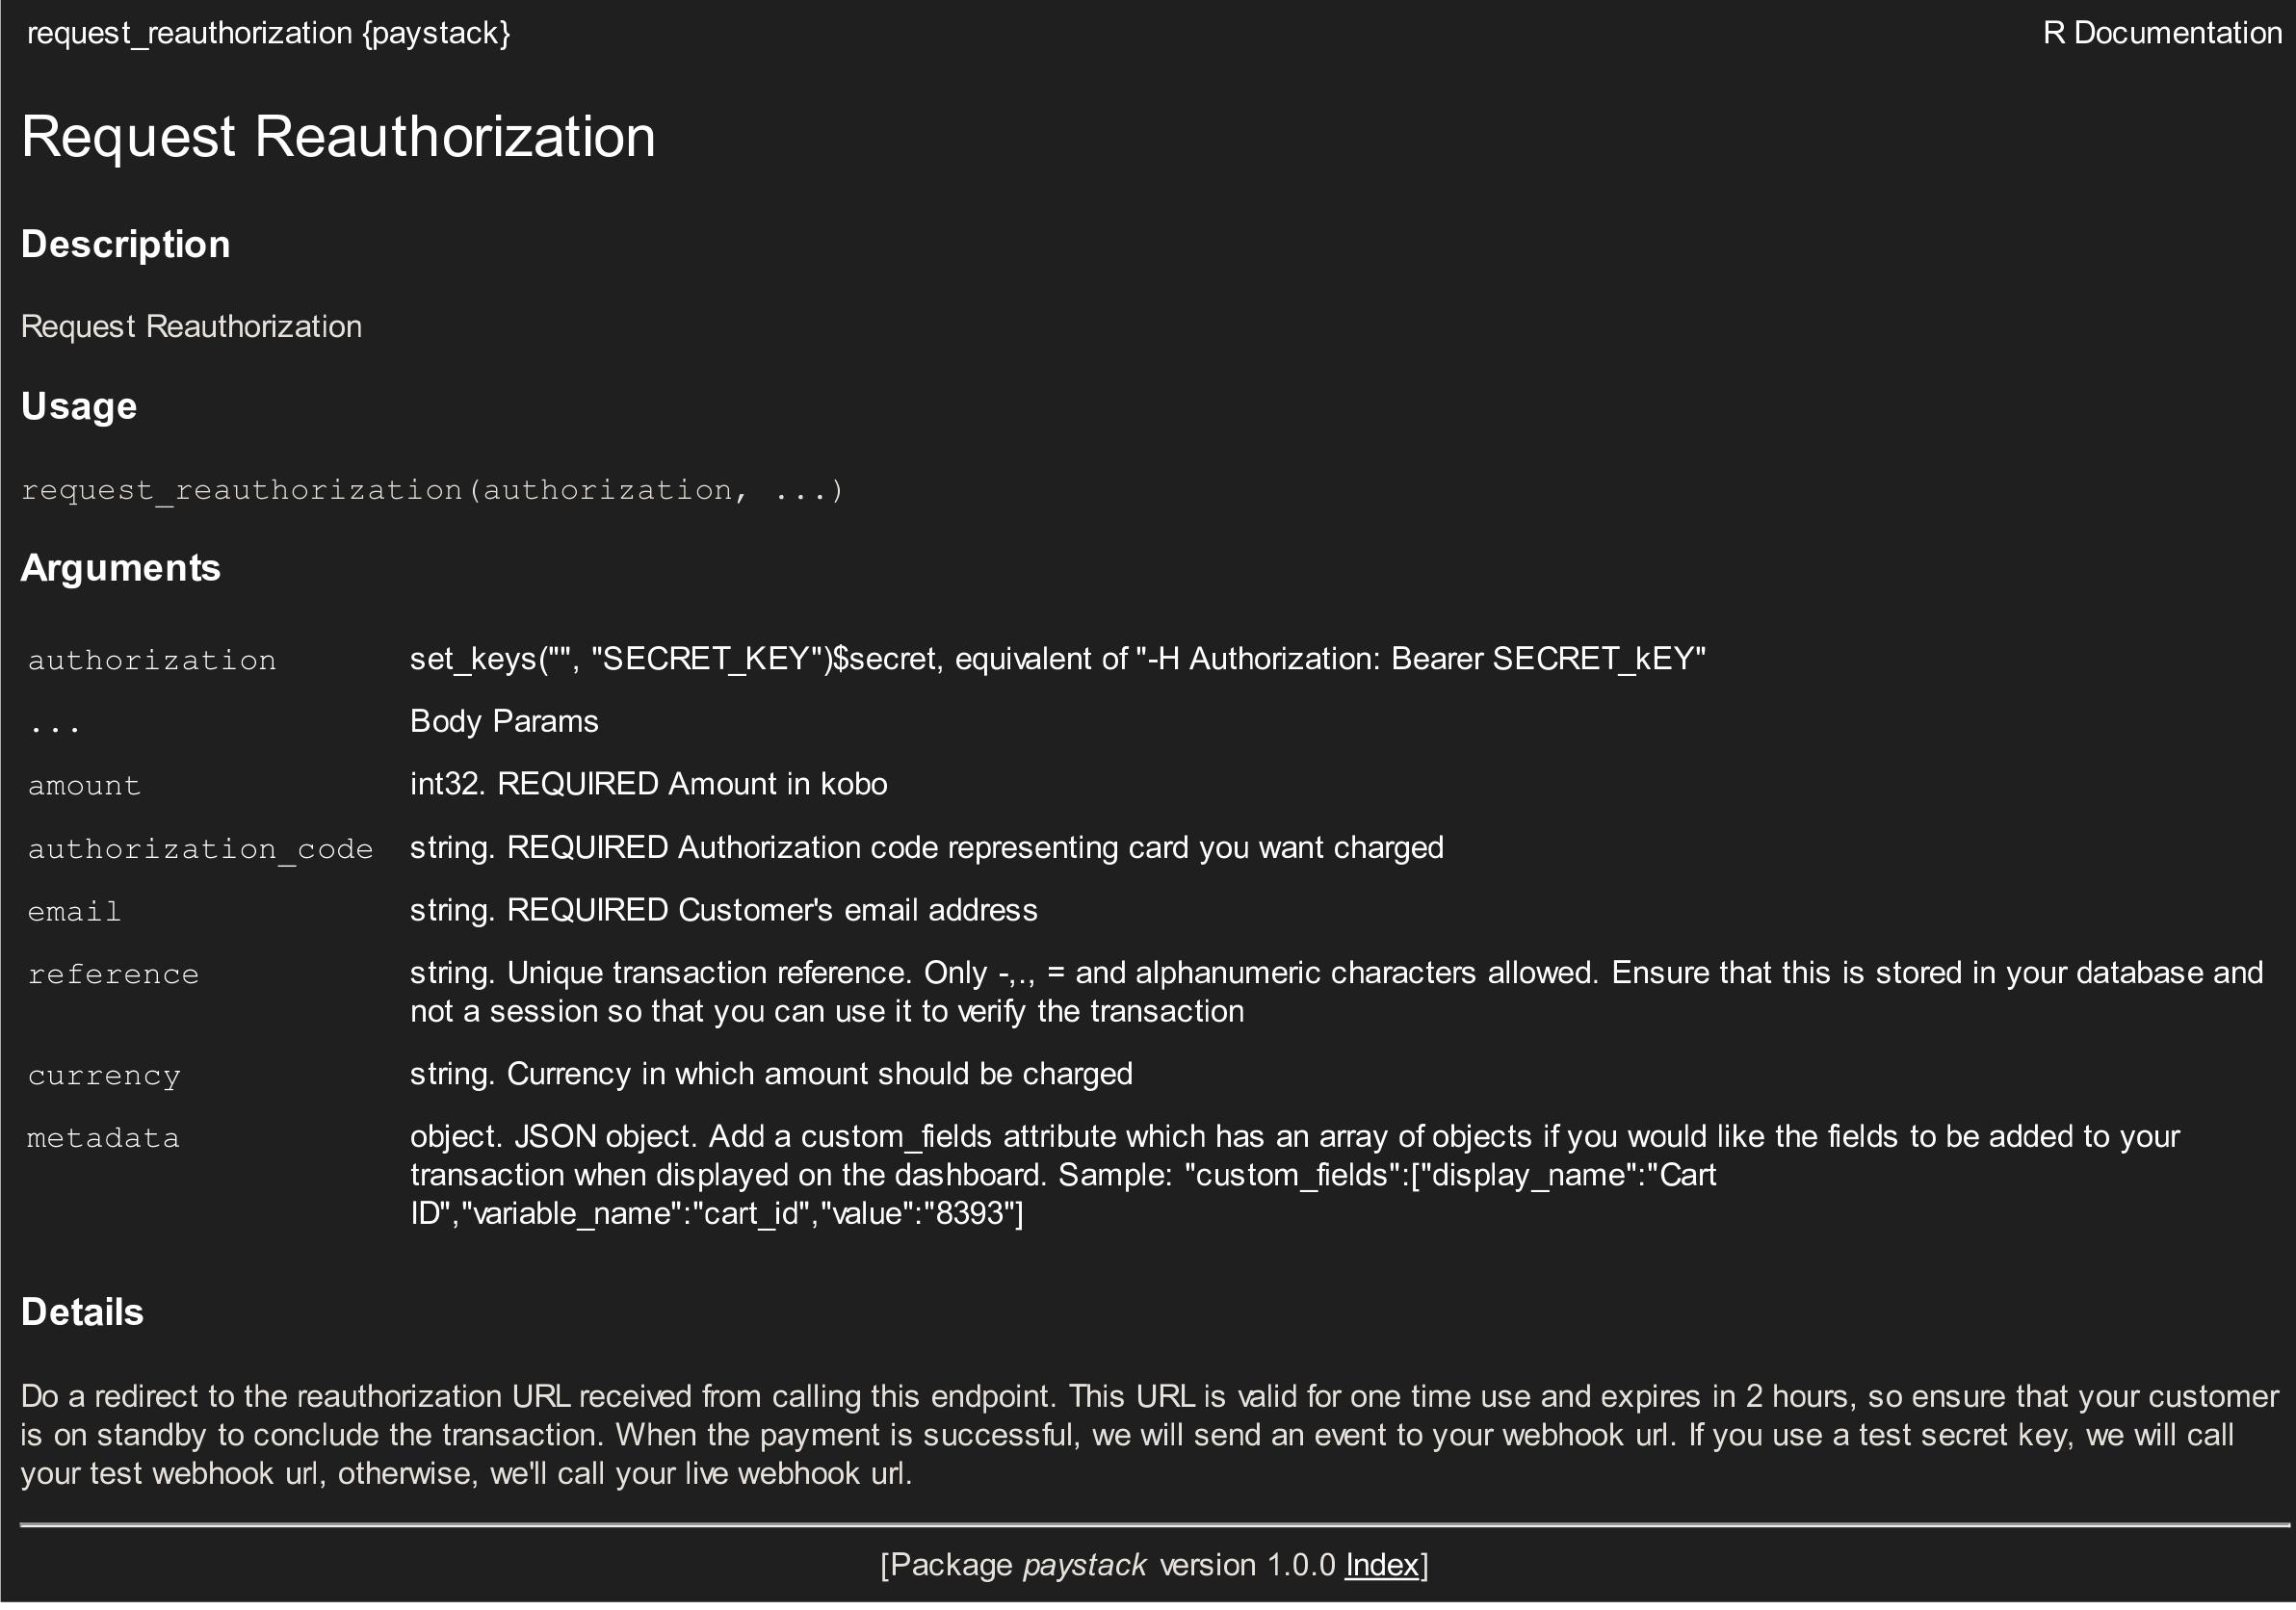 request_reauthorization {paystack}
R Documentation
Request Reauthorization
Description
Request Reauthorization
Usage
request_reauthorization(authorization, ...)
Arguments
authorization set_keys("", "SECRET_KEY")$secret, equivalent of "-H Authorization: Bearer SECRET_kEY"
... Body Params
amount int32. REQUIRED Amount in kobo
authorization_code string. REQUIRED Authorization code representing card you want charged
email string. REQUIRED Customer's email address
reference string. Unique transaction reference. Only -,., = and alphanumeric characters allowed. Ensure that this is stored in your database and
not a session so that you can use it to verify the transaction
currency string. Currency in which amount should be charged
metadata object. JSON object. Add a custom_fields attribute which has an array of objects if you would like the fields to be added to your
transaction when displayed on the dashboard. Sample: "custom_fields":["display_name":"Cart
ID","variable_name":"cart_id","value":"8393"]
Details
Do a redirect to the reauthorization URL received from calling this endpoint. This URL is valid for one time use and expires in 2 hours, so ensure that your customer
is on standby to conclude the transaction. When the payment is successful, we will send an event to your webhook url. If you use a test secret key, we will call
your test webhook url, otherwise, we'll call your live webhook url.
[Package paystack version 1.0.0 Index]